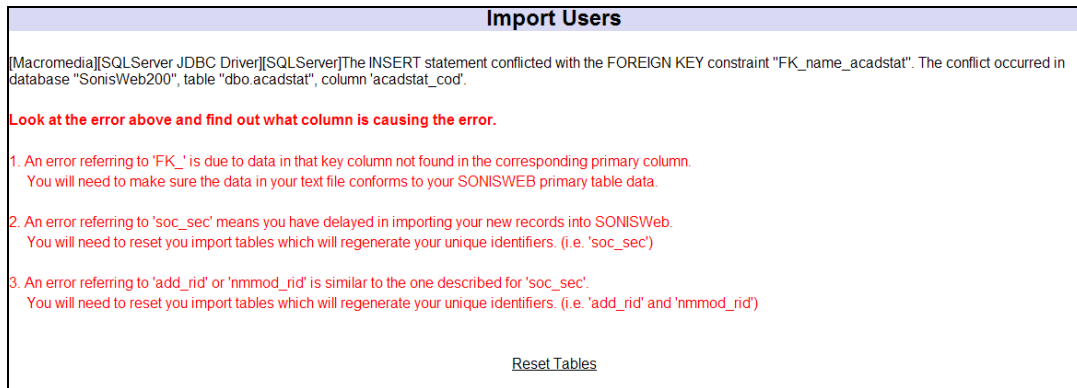 Import Users
[Macromedia][SQLServer JDBC Driver][SQLServer]The INSERT statement conflicted with the FOREIGN KEY constraint "FK_name_acadstat". The conflict occurred in
database "SonisWeb200", table "dbo.acadstat", column 'acadstat_cod'.
Look at the error above and find out what column is causing the error.
1. An error referring to 'FK_' is due to data in that key column not found in the corresponding primary column.
You will need to make sure the data in your text file conforms to your SONISWEB primary table data.
2. An error referring to 'soc_sec' means you have delayed in importing your new records into SONISWeb.
You will need to reset you import tables which will regenerate your unique identifiers. (i.e. 'soc_sec')
3. An error referring to 'add_rid' or 'nmmod_rid' is similar to the one described for 'soc_sec'.
You will need to reset you import tables which will regenerate your unique identifiers. (i.e. 'add_rid' and 'nmmod_rid')
Reset Tables